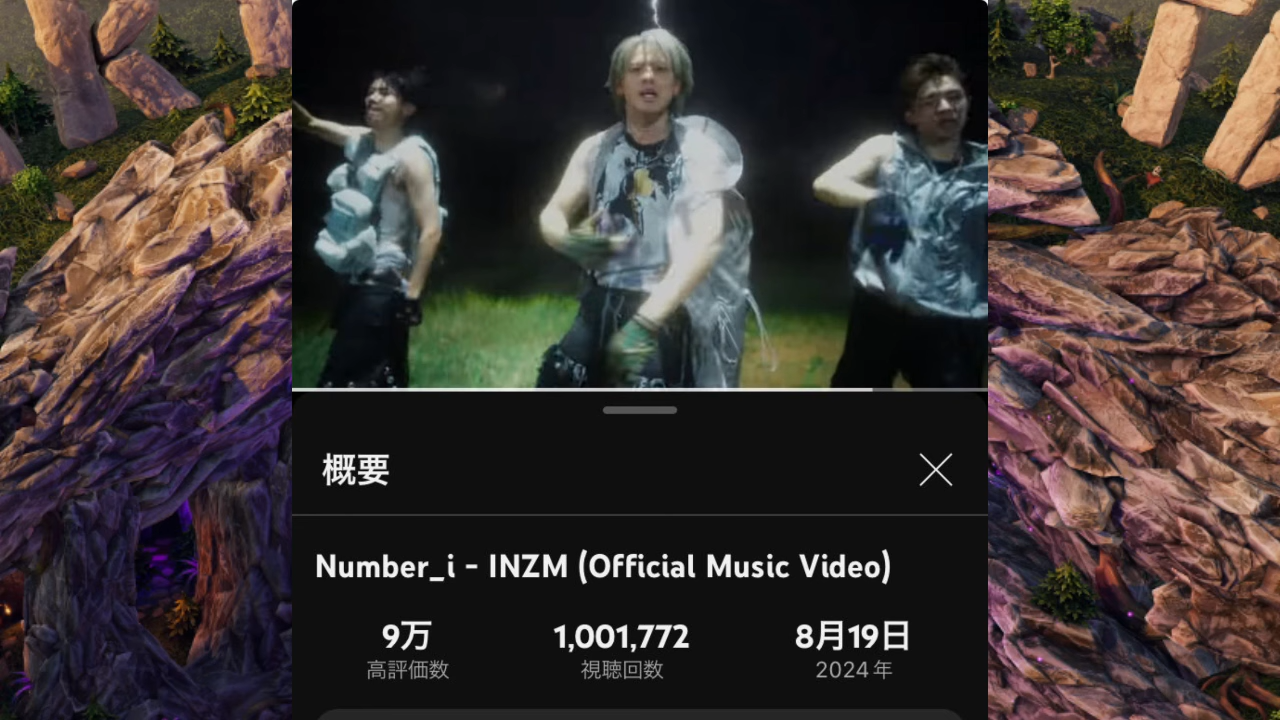 概要
Number_i - INZM (Official Music Video)
9万 1,001,772 8月19日
高評価数 視聴回数 2024年